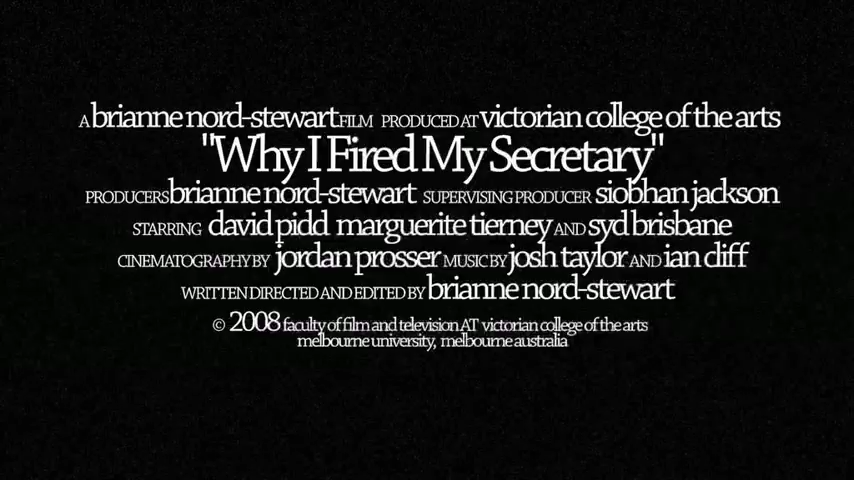 A brianne nord-stewart FILM PRODUCED AT victorian college of the arts
"Why I Fired My Secretary"
PRODUCERS brianne nord-stewart SUPERVISING PRODUCER siobhan jackson
STARRING david pidd marguerite tierney AND syd brisbane
CINEMATOGRAPHY BY jordan prosser MUSIC BY josh taylor AND ian cliff
WRITTEN DIRECTED AND EDITED BY brianne nord-stewart
© 2008 faculty of film and television AT victorian college of the arts
melbourne university, melbourne australia